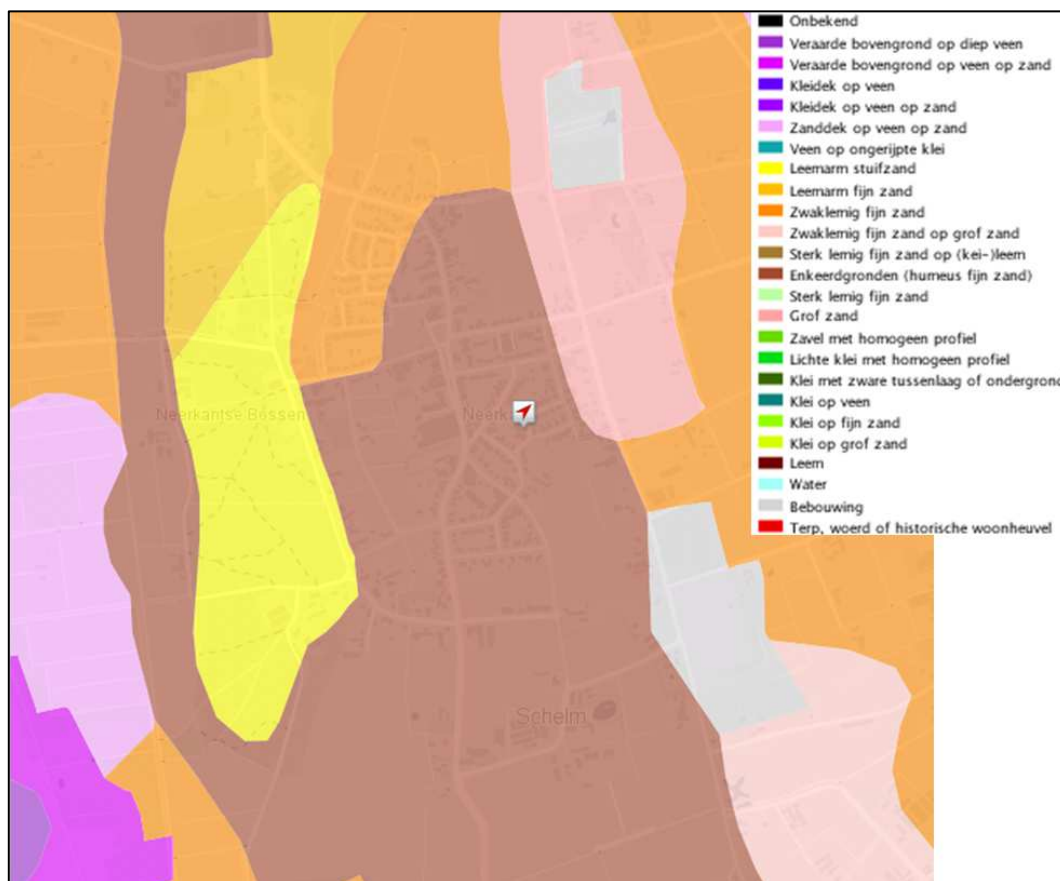 Onbekend
Veraarde bovengrond op diep veen
Veraarde bovengrond op veen op zand
Kleidek op veen
Kleidek op veen op zand
Zanddek op veen op zand
Veen op ongerijpte klei
Leemarm stuifzand
Leemarm fijn zand
Zwaklemig fijn zand
Zwaklemig fijn zand op grof zand
Sterk lemig fijn zand op (kei-)leem
Enkeerdgronden (humeus fijn zand)
Sterk lemig fijn zand
Grof zand
Zavel met homogeen profiel
Lichte klei met homogeen profiel
Klei met zware tussenlaag of ondergrond
Klei op veen
Klei op fijn zand
Klei op grof zand
Leem
Water
Bebouwing
Terp, woerd of historische woonheuvel
Neerkantse Bossen
Schelm